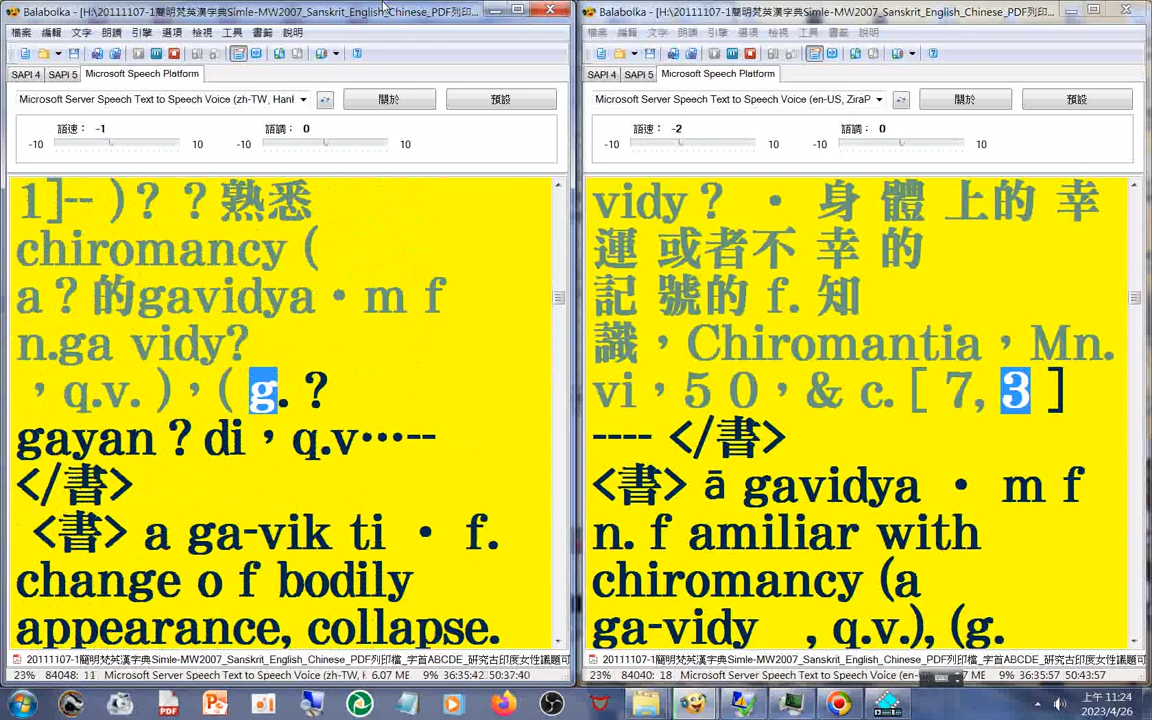 Balabolka - [H:\20111107-1簡明梵英漢字典Simle-MW2007_Sanskrit_English_Chinese_PDF列印...
檔案 編輯 文字 朗讀 引擎 選項 檢視 工具 書籤 說明
SAPI 4 SAPI 5 Microsoft Speech Platform
Microsoft Server Speech Text to Speech Voice (zh-TW, Hanl 關於 預設
語速： -1 語調： 0
-10 10 -10 10
1]-- )？ ？熟悉
chiromancy (
a？的gavidya・m f
n.ga vidy?
，q.v. )，( g. ？
gayan？di，q.v…--
</書>
<書> a ga-vik ti ・ f.
change o f bodily
appearance, collapse.
20111107-1簡明梵英漢字典Simle-MW2007_Sanskrit_English_Chinese_PDF列印檔_字首ABCDE_研究古印度女性議題可
23% 84048: 11 Microsoft Server Speech Text to Speech Voice (zh-TW, H 6.07 MB 9% 36:35:42 50:37:40
Balabolka - [H:\20111107-1簡明梵英漢字典Simle-MW2007_Sanskrit_English_Chinese_PDF列印...
檔案 編輯 文字 朗讀 引擎 選項 檢視 工具 書籤 說明
SAPI 4 SAPI 5 Microsoft Speech Platform
Microsoft Server Speech Text to Speech Voice (en-US, ZiraP 關於 預設
語速： -2 語調： 0
-10 10 -10 10
vidy？ ・ 身 體 上的 幸
運 或者不 幸 的
記 號的 f. 知
識，Chiromantia，Mn.
vi，5 0，& c. [ 7, 3 ]
---- </書>
<書> ā gavidya ・ m f
n. f amiliar with
chiromancy (a
ga-vidy , q.v.), (g.
20111107-1簡明梵英漢字典Simle-MW2007_Sanskrit_English_Chinese_PDF列印檔_字首ABCDE_研究古印度女性議題可
23% 84040: 18 Microsoft Server Speech Text to Speech Voice (en-U 9% 36:35:57 50:43:57
上午 11:24
2023/4/26